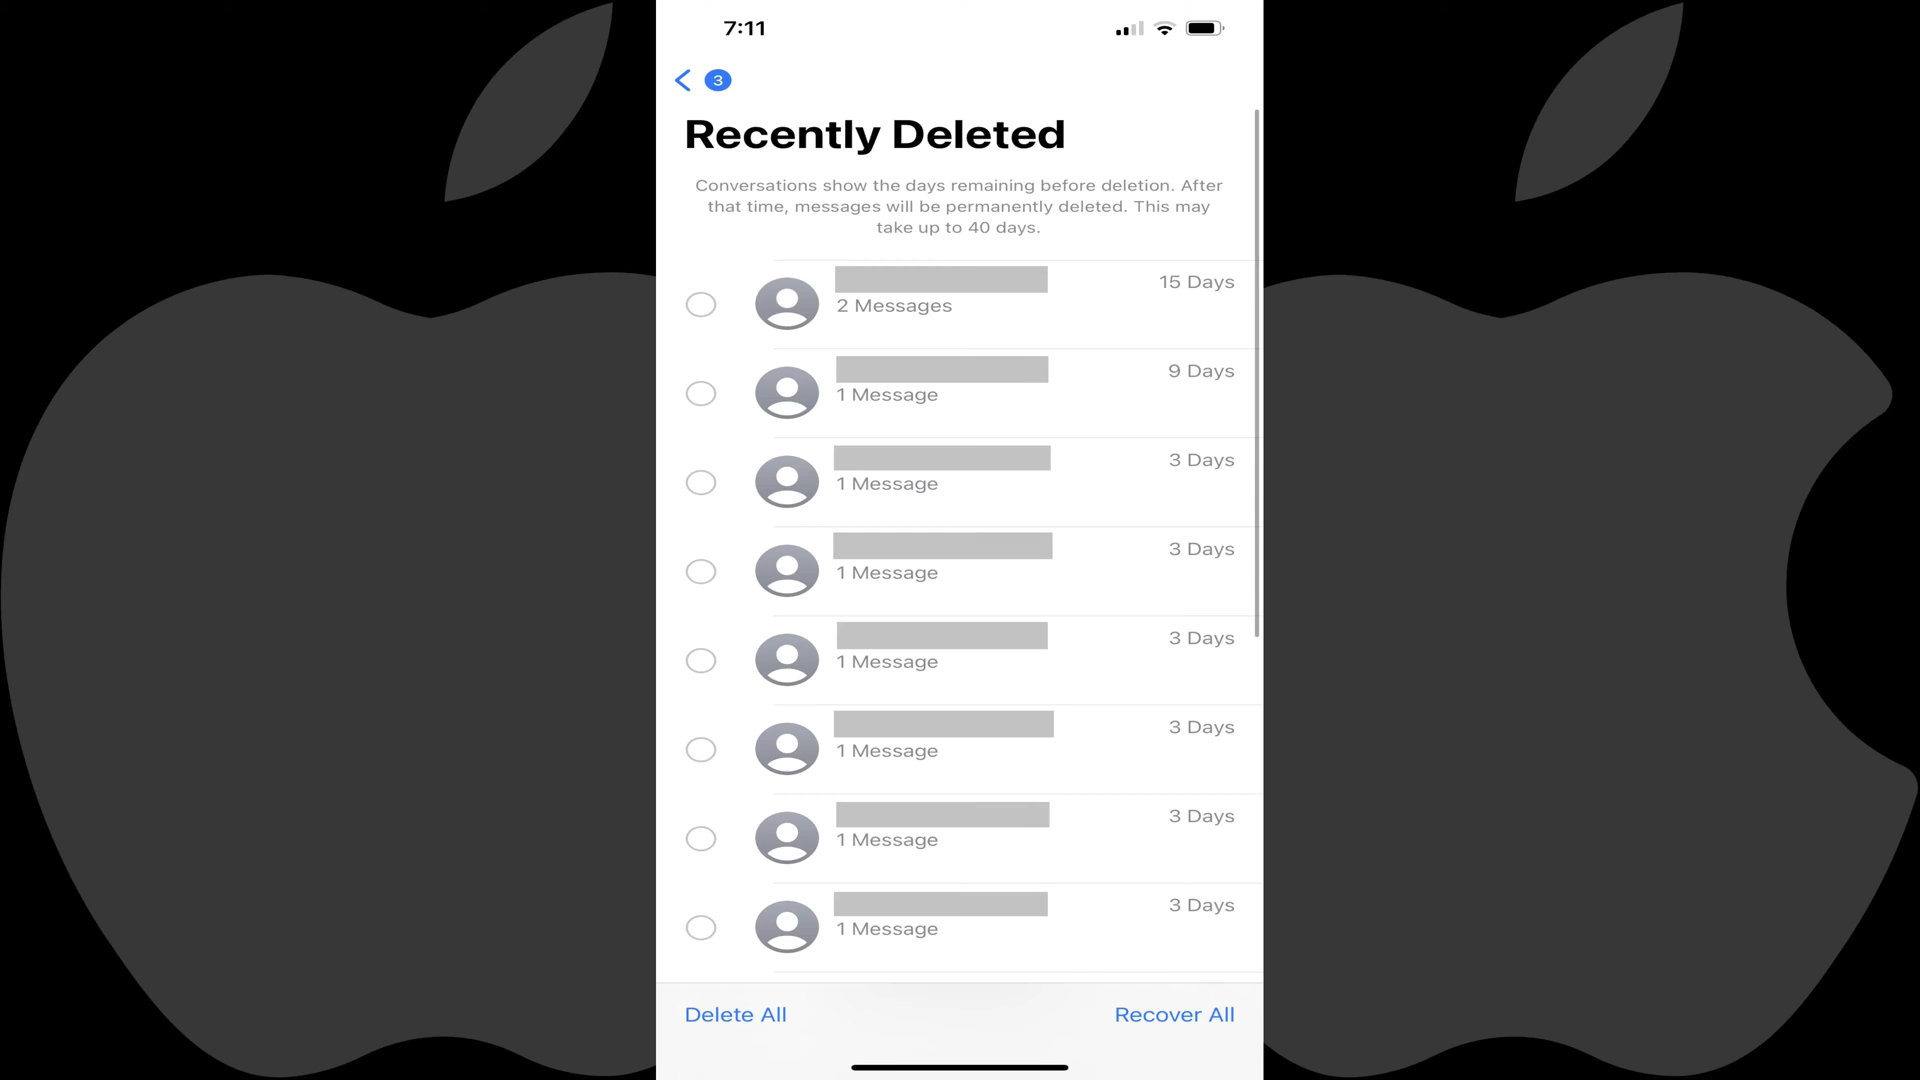 7:11
3
Recently Deleted
Conversations show the days remaining before deletion. After
that time, messages will be permanently deleted. This may
take up to 40 days.
15 Days
2 Messages
9 Days
1 Message
3 Days
1 Message
3 Days
1 Message
3 Days
1 Message
3 Days
1 Message
3 Days
1 Message
3 Days
1 Message
Delete All
Recover All